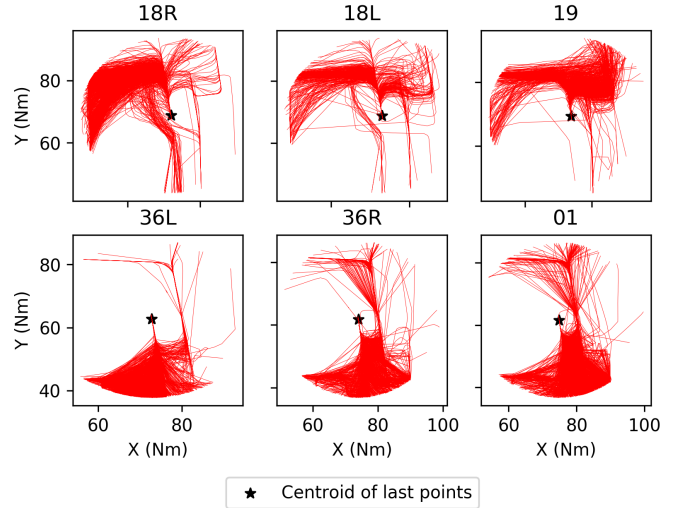 18R 18L 19
Y (Nm)
80
60
36L 36R 01
Y (Nm)
80
60
40
60 80 60 80 100 60 80 100
X (Nm) X (Nm) X (Nm)
Centroid of last points